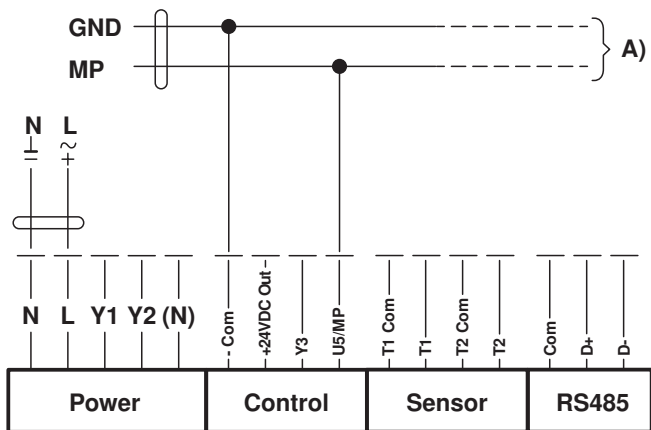 GND
MP
A)
N L
N L Y1 Y2 (N)
- Com
+24VDC Out -
Y3
U5/MP
T1 Com
T1
T2 Com
T2
Com
D+
D-
Power Control Sensor RS485